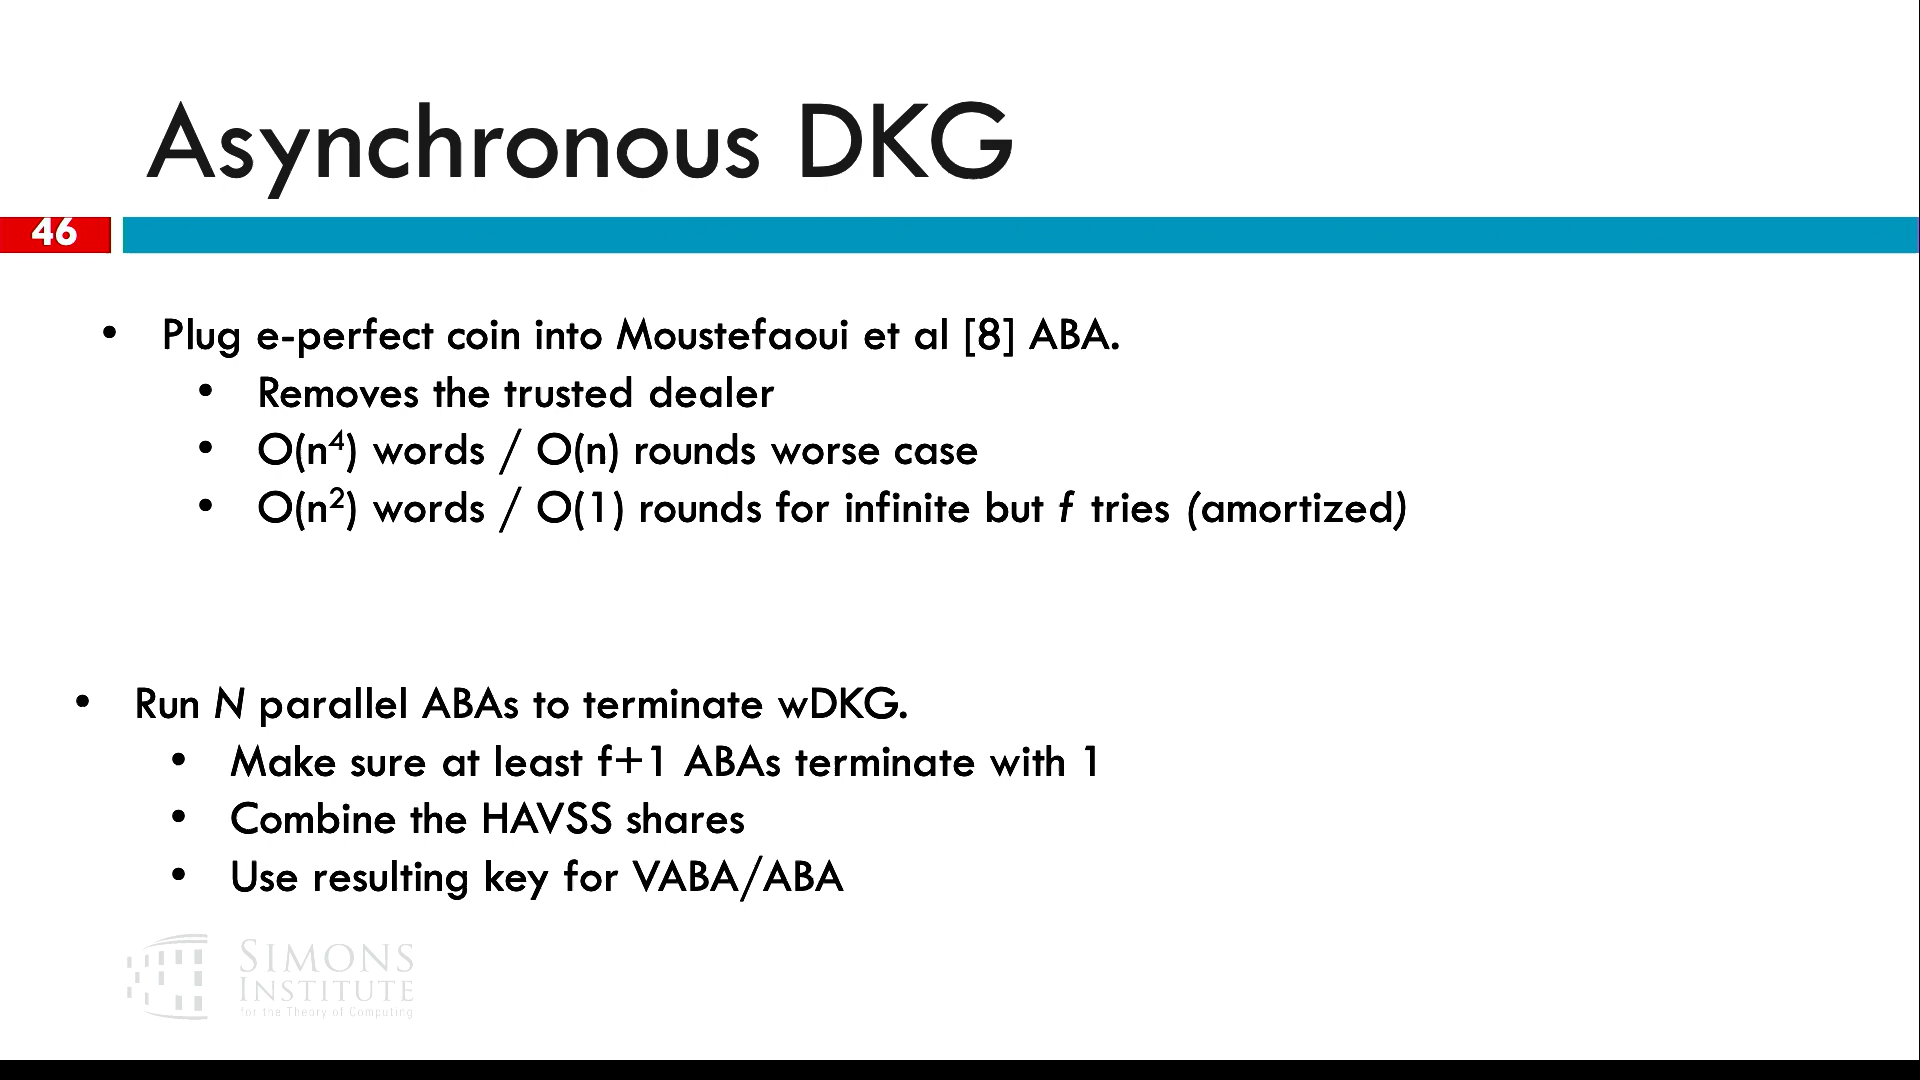 Asynchronous DKG
46
• Plug e-perfect coin into Moustefaoui et al [8] ABA.
• Removes the trusted dealer
• O(n⁴) words / O(n) rounds worse case
• O(n²) words / O(1) rounds for infinite but f tries (amortized)
• Run N parallel ABAs to terminate wDKG.
• Make sure at least f+1 ABAs terminate with 1
• Combine the HAVSS shares
• Use resulting key for VABA/ABA
SIMONS
INSTITUTE
for the Theory of Computing